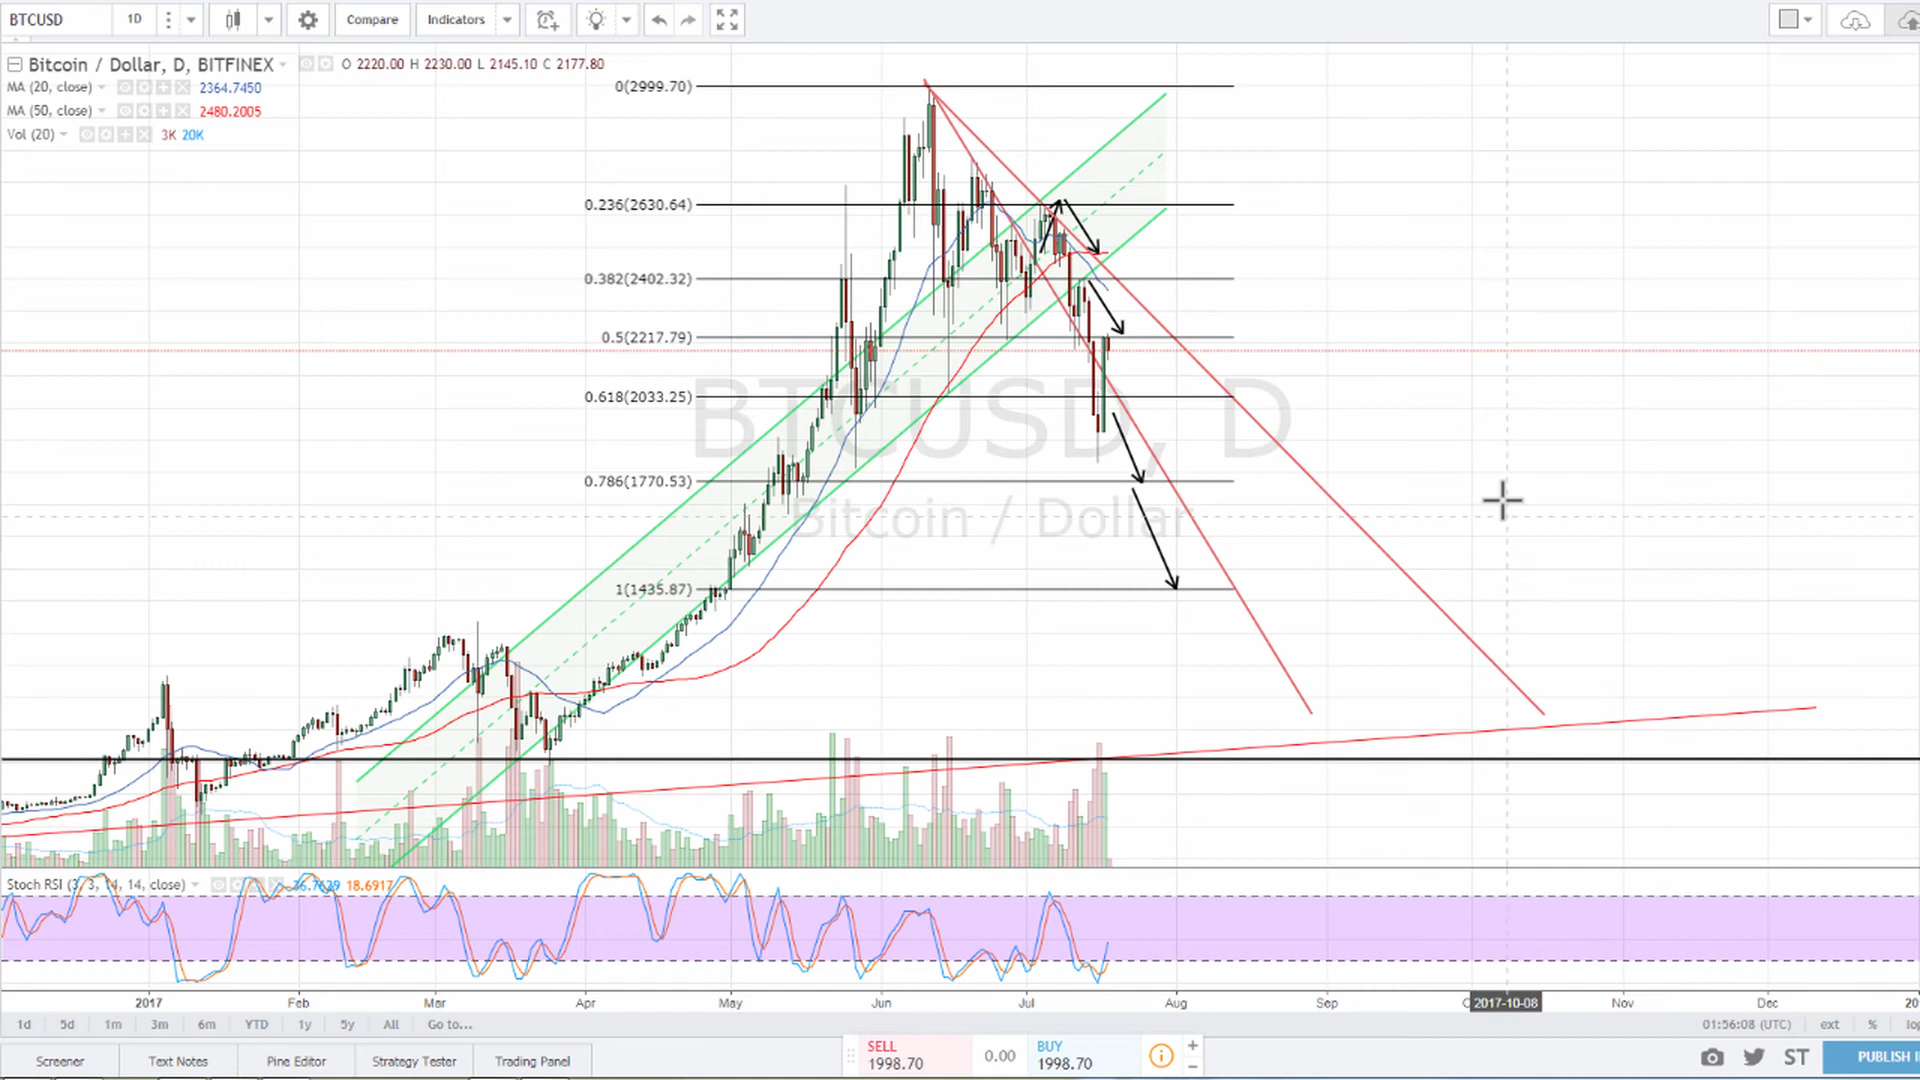 BTCUSD 1D Compare Indicators
Bitcoin / Dollar, D, BITFINEX O 2220.00 H 2230.00 L 2145.10 C 2177.80
MA (20, close) 2364.7450
MA (50, close) 2480.2005
Vol (20) 3K 20K
0(2999.70)
0.236(2630.64)
0.382(2402.32)
0.5(2217.79)
0.618(2033.25)
BTCUSD, D
0.786(1770.53)
Bitcoin / Dollar
1(1435.87)
Stoch RSI (3, 3, 14, 14, close) 18.6917
2017 Feb Mar Apr May Jun Jul Aug Sep 2017-10-08 Nov Dec
1d 5d 1m 3m 6m YTD 1y 5y All Go to... 01:56:08 (UTC) ext %
Screener Text Notes Pine Editor Strategy Tester Trading Panel
SELL
1998.70
0.00
BUY
1998.70
ST
PUBLISH